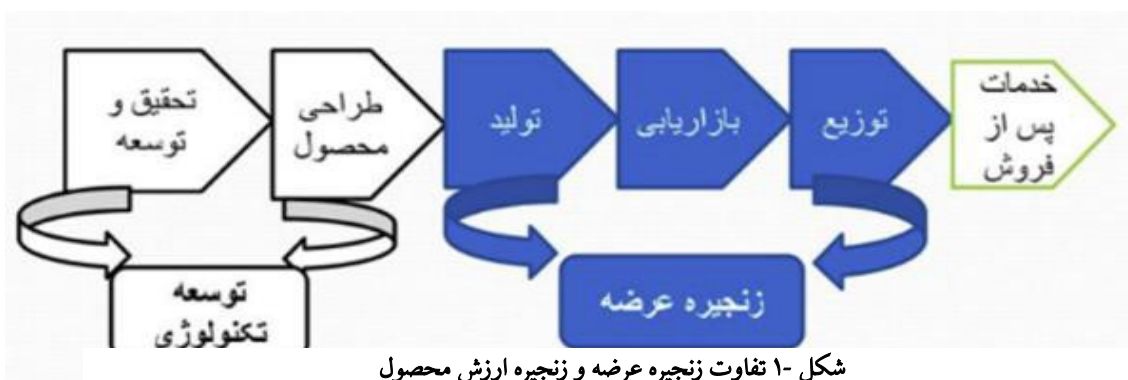 تحقیق و
توسعه
طراحی
محصول
تولید
بازاریابی
توزیع
خدمات
پس از
فروش
توسعه
تکنولوژی
زنجیره عرضه
شکل -۱ تفاوت زنجیره عرضه و زنجیره ارزش محصول